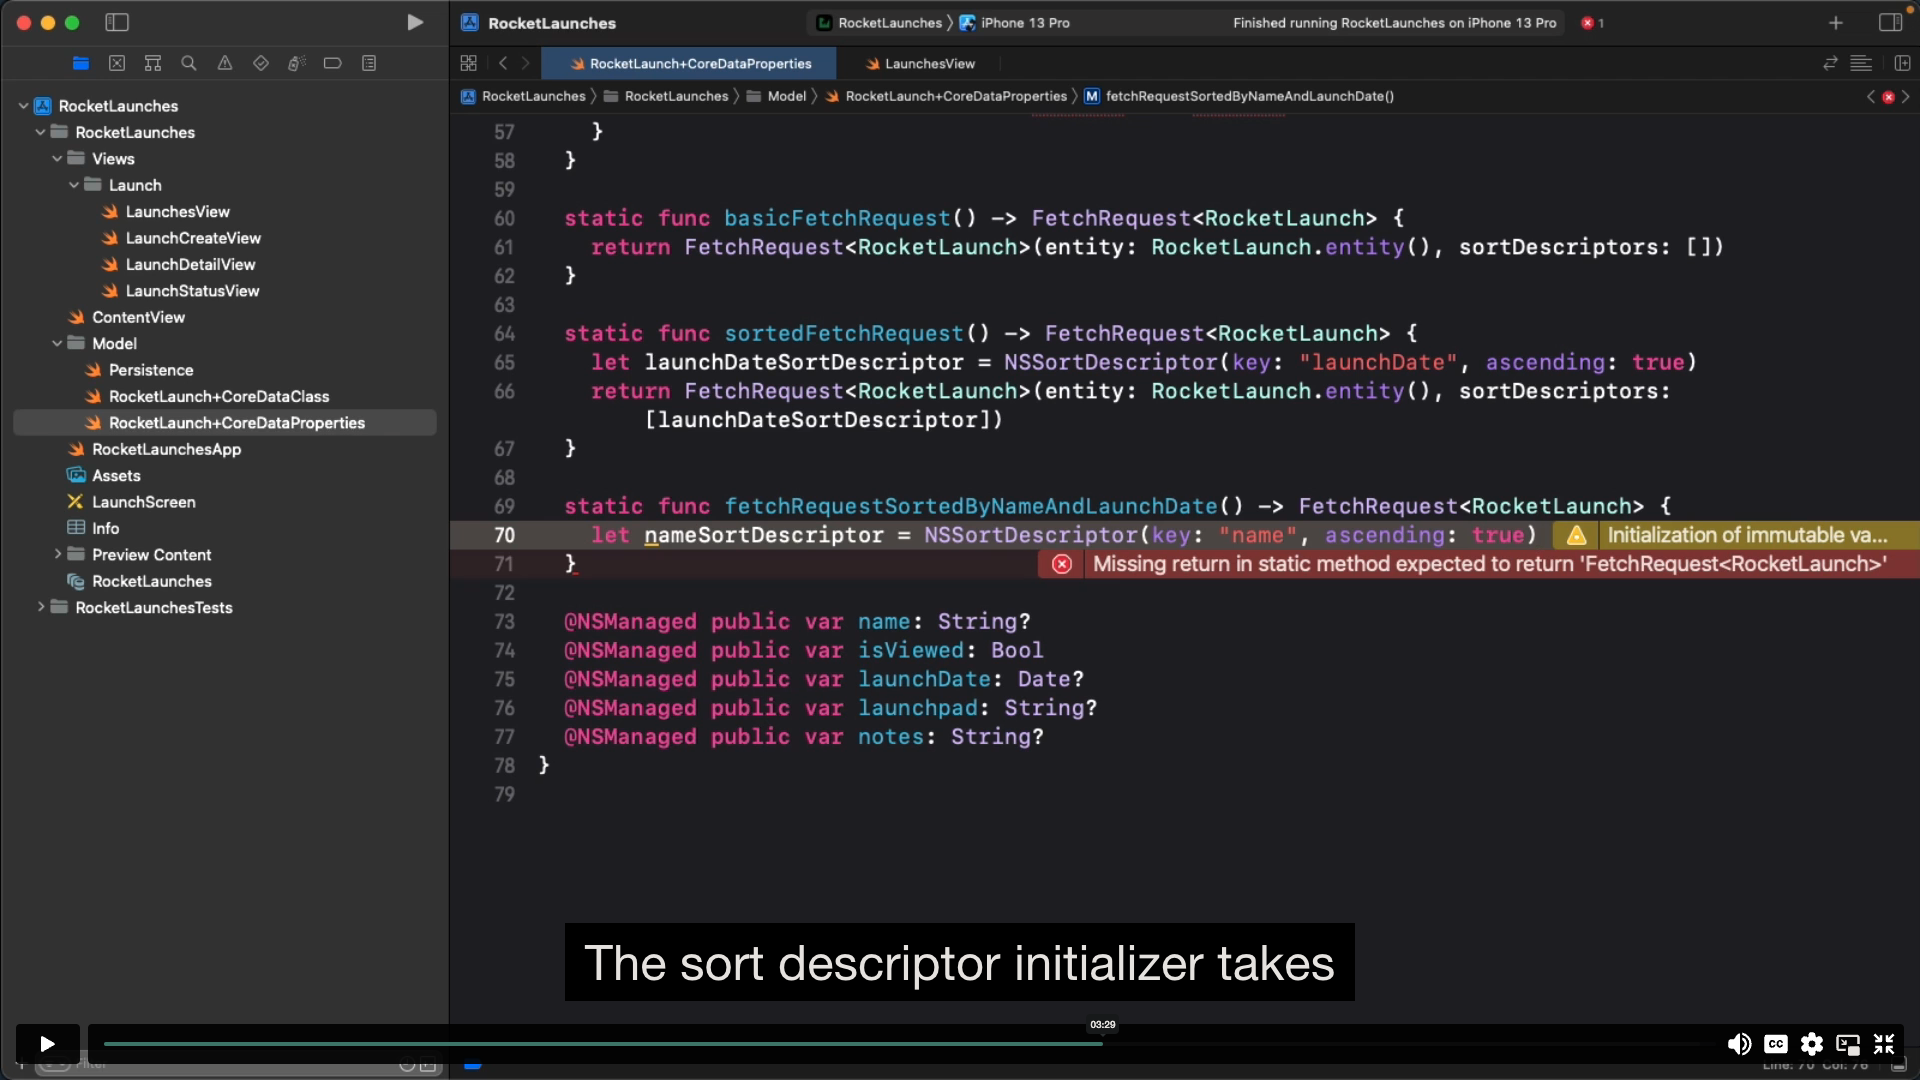 RocketLaunches
RocketLaunches
iPhone 13 Pro
Finished running RocketLaunches on iPhone 13 Pro
1
RocketLaunch+CoreDataProperties
LaunchesView
RocketLaunches
RocketLaunches
Model
RocketLaunch+CoreDataProperties
M
fetchRequestSortedByNameAndLaunchDate()
RocketLaunches
RocketLaunches
Views
Launch
LaunchesView
LaunchCreateView
LaunchDetailView
LaunchStatusView
ContentView
Model
Persistence
RocketLaunch+CoreDataClass
RocketLaunch+CoreDataProperties
RocketLaunchesApp
Assets
LaunchScreen
Info
Preview Content
RocketLaunches
RocketLaunchesTests
57 }
58 }
59
60 static func basicFetchRequest() -> FetchRequest<RocketLaunch> {
61 return FetchRequest<RocketLaunch>(entity: RocketLaunch.entity(), sortDescriptors: [])
62 }
63
64 static func sortedFetchRequest() -> FetchRequest<RocketLaunch> {
65 let launchDateSortDescriptor = NSSortDescriptor(key: "launchDate", ascending: true)
66 return FetchRequest<RocketLaunch>(entity: RocketLaunch.entity(), sortDescriptors:
[launchDateSortDescriptor])
67 }
68
69 static func fetchRequestSortedByNameAndLaunchDate() -> FetchRequest<RocketLaunch> {
70 let nameSortDescriptor = NSSortDescriptor(key: "name", ascending: true) Initialization of immutable va...
71 } Missing return in static method expected to return 'FetchRequest<RocketLaunch>'
72
73 @NSManaged public var name: String?
74 @NSManaged public var isViewed: Bool
75 @NSManaged public var launchDate: Date?
76 @NSManaged public var launchpad: String?
77 @NSManaged public var notes: String?
78 }
79
The sort descriptor initializer takes
03:29
CC
Filter
Line: 70 Col: 76